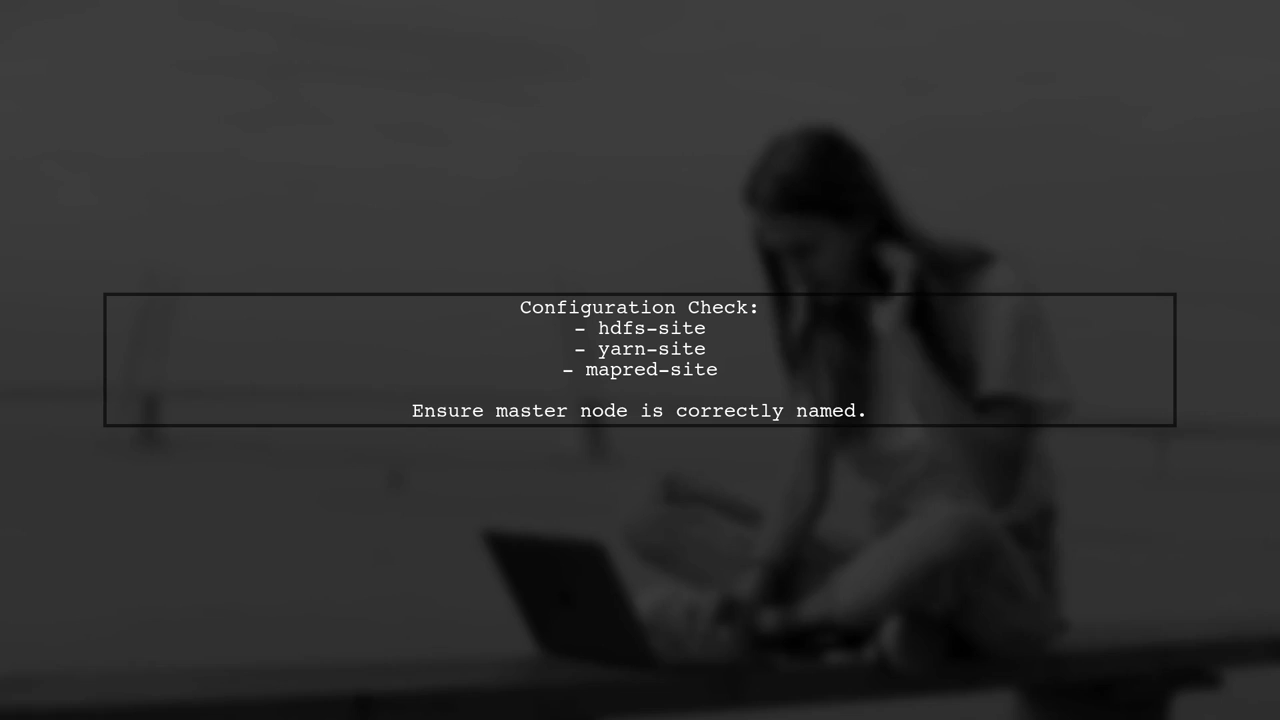 Configuration Check:
- hdfs-site
- yarn-site
- mapred-site
Ensure master node is correctly named.